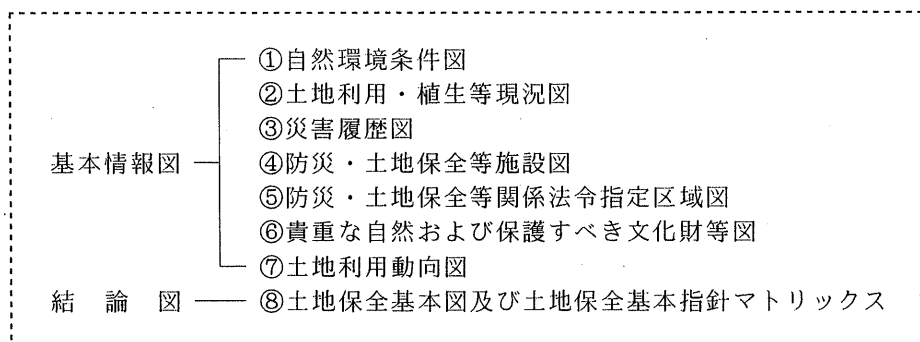 ①自然環境条件図
②土地利用・植生等現況図
③災害履歴図
基本情報図 ④防災・土地保全等施設図
⑤防災・土地保全等関係法令指定区域図
⑥貴重な自然および保護すべき文化財等図
⑦土地利用動向図
結論図 ⑧土地保全基本図及び土地保全基本指針マトリックス